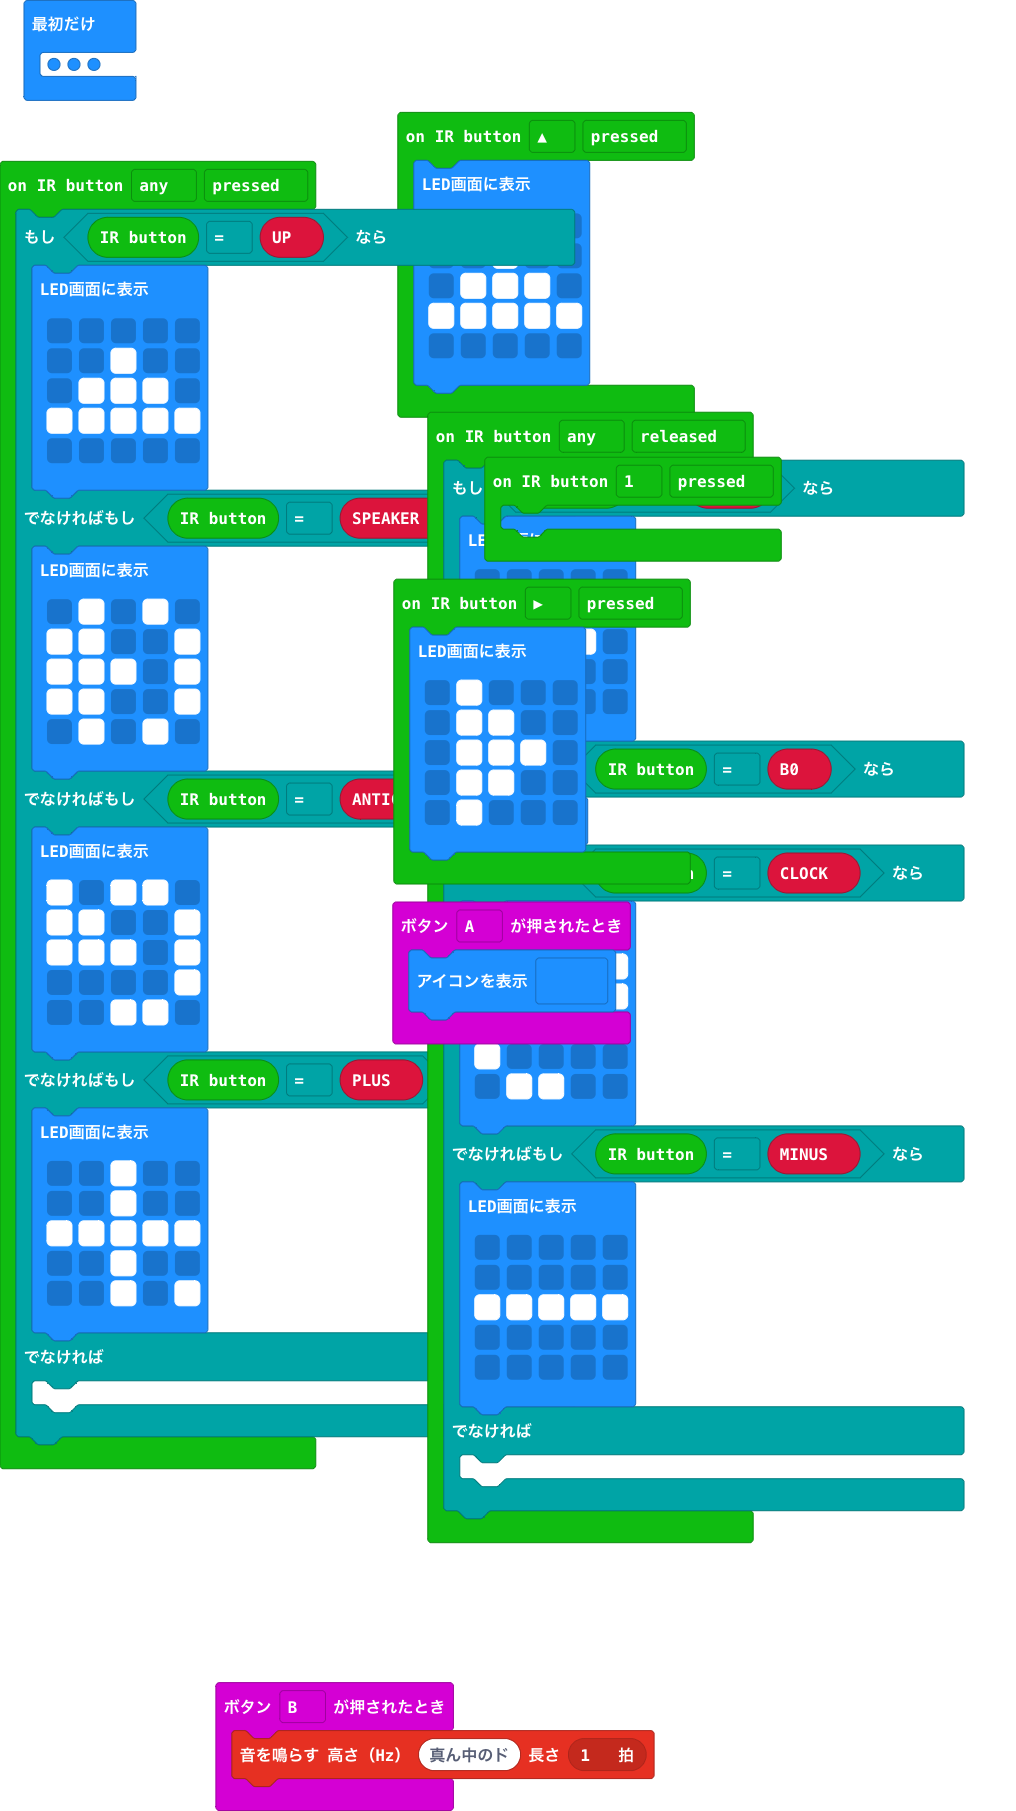 最初だけ
on IR button ▲ pressed
LED画面に表示
on IR button any pressed
もし IR button = UP なら
LED画面に表示
でなければもし IR button = SPEAKER
LED画面に表示
でなければもし IR button =
LED画面に表示
でなければもし IR button = PLUS
LED画面に表示
でなければ
on IR button any released
もし なら
on IR button 1 pressed
on IR button ▶ pressed
LED画面に表示
IR button = B0 なら
= CLOCK なら
ボタン A が押されたとき
アイコンを表示
でなければもし IR button = MINUS なら
LED画面に表示
でなければ
ボタン B が押されたとき
音を鳴らす 高さ（Hz） 真ん中のド 長さ 1 拍